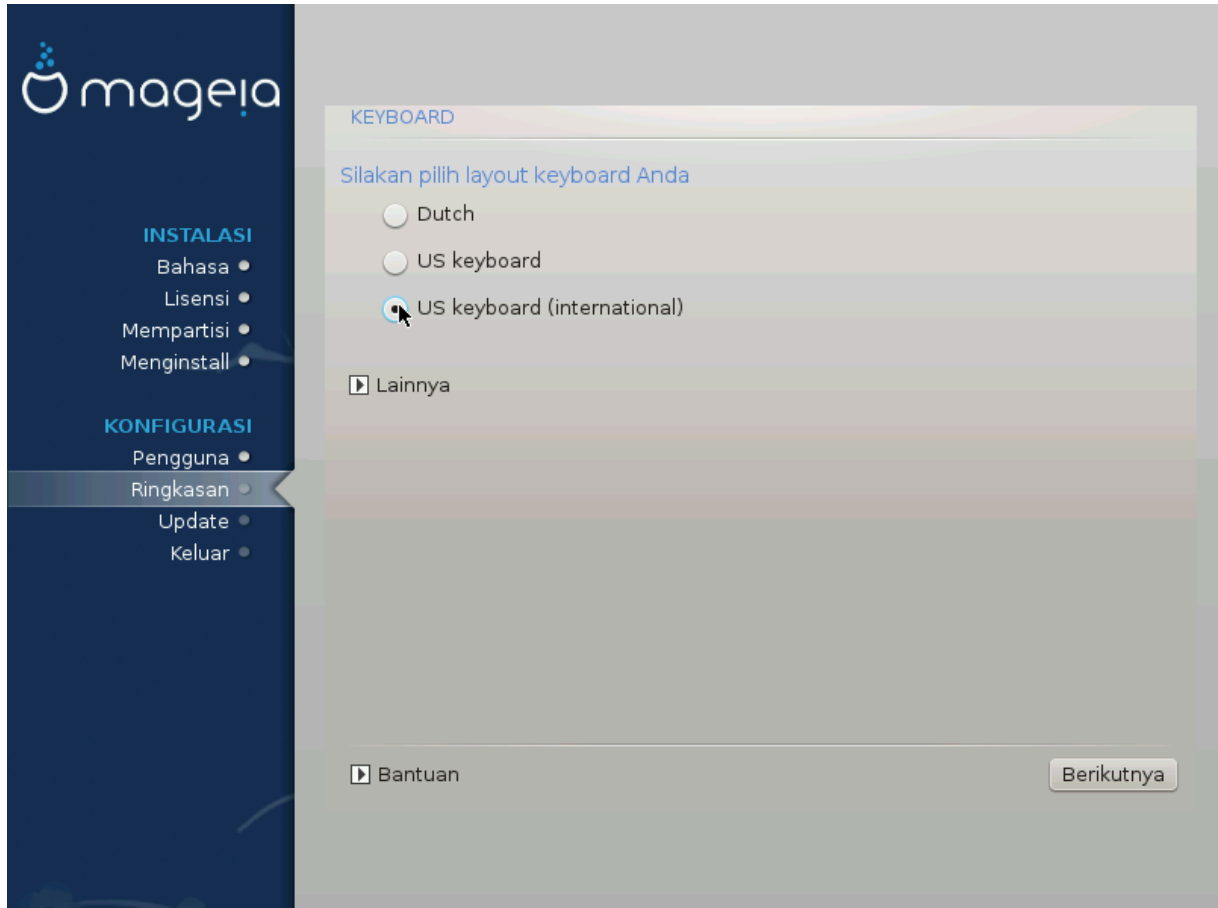 mageia
INSTALASI
Bahasa
Lisensi
Mempartisi
Menginstall
KONFIGURASI
Pengguna
Ringkasan
Update
Keluar
KEYBOARD
Silakan pilih layout keyboard Anda
Dutch
US keyboard
US keyboard (international)
Lainnya
Bantuan
Berikutnya